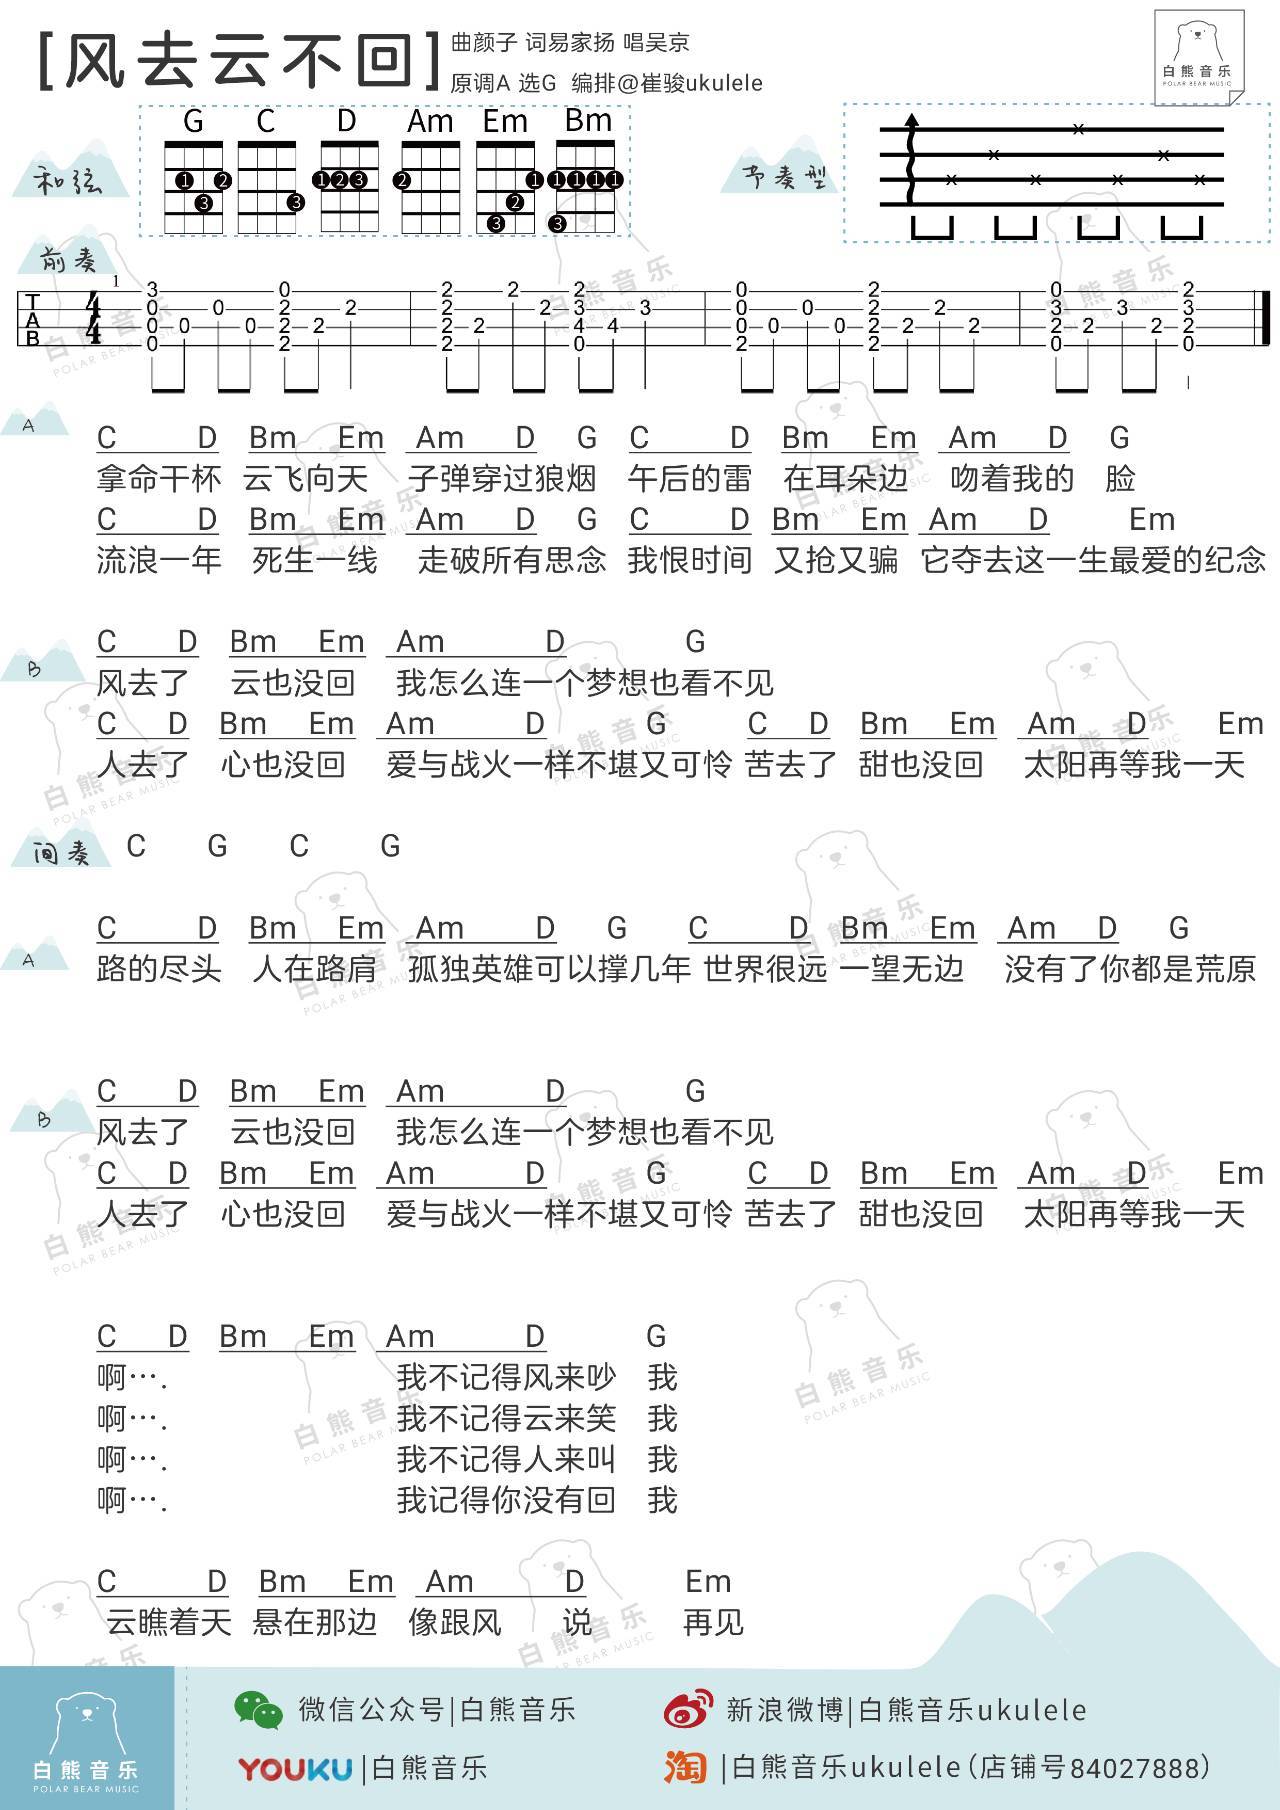 [风去云不回] 曲颜子 词易家扬 唱吴京
原调A 选G 编排@崔骏ukulele
白熊音乐
POLAR BEAR MUSIC
和弦 G C D Am Em Bm
节奏型
前奏
C D Bm Em Am D G C D Bm Em Am D G
A 拿命干杯 云飞向天 子弹穿过狼烟 午后的雷 在耳朵边 吻着我的 脸
C D Bm Em Am D G C D Bm Em Am D Em
流浪一年 死生一线 走破所有思念 我恨时间 又抢又骗 它夺去这一生最爱的纪念
C D Bm Em Am D G
B 风去了 云也没回 我怎么连一个梦想也看不见
C D Bm Em Am D G C D Bm Em Am D Em
人去了 心也没回 爱与战火一样不堪又可怜 苦去了 甜也没回 太阳再等我一天
间奏 C G C G
C D Bm Em Am D G C D Bm Em Am D G
A 路的尽头 人在路肩 孤独英雄可以撑几年 世界很远 一望无边 没有了你都是荒原
C D Bm Em Am D G
B 风去了 云也没回 我怎么连一个梦想也看不见
C D Bm Em Am D G C D Bm Em Am D Em
人去了 心也没回 爱与战火一样不堪又可怜 苦去了 甜也没回 太阳再等我一天
C D Bm Em Am D G
啊…. 我不记得风来吵 我
啊…. 我不记得云来笑 我
啊…. 我不记得人来叫 我
啊…. 我记得你没有回 我
C D Bm Em Am D Em
云瞧着天 悬在那边 像跟风 说 再见
白熊音乐
POLAR BEAR MUSIC
微信公众号|白熊音乐 新浪微博|白熊音乐ukulele
YOUKU|白熊音乐 淘|白熊音乐ukulele(店铺号84027888)